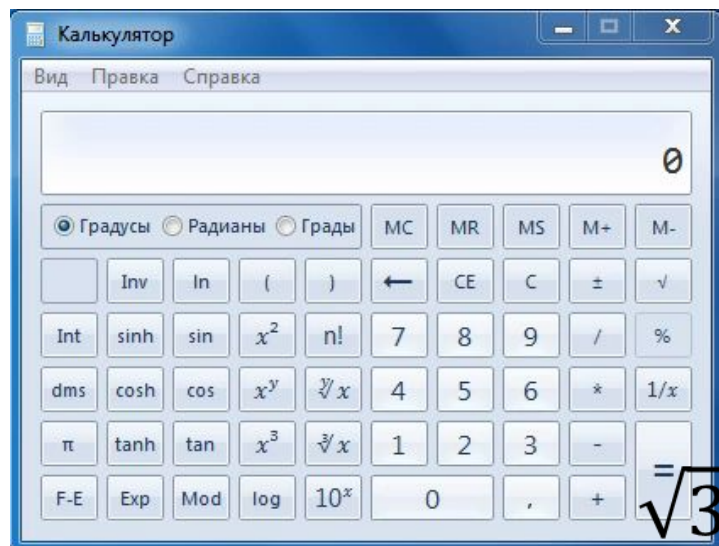 Калькулятор
Вид Правка Справка
0
Градусы Радианы Грады MC MR MS M+ M-
Inv ln ( ) ← CE C ± √
Int sinh sin x² n! 7 8 9 / %
dms cosh cos xʸ ʸ√x 4 5 6 * 1/x
π tanh tan x³ ³√x 1 2 3 - =
F-E Exp Mod log 10ˣ 0 , +
√3